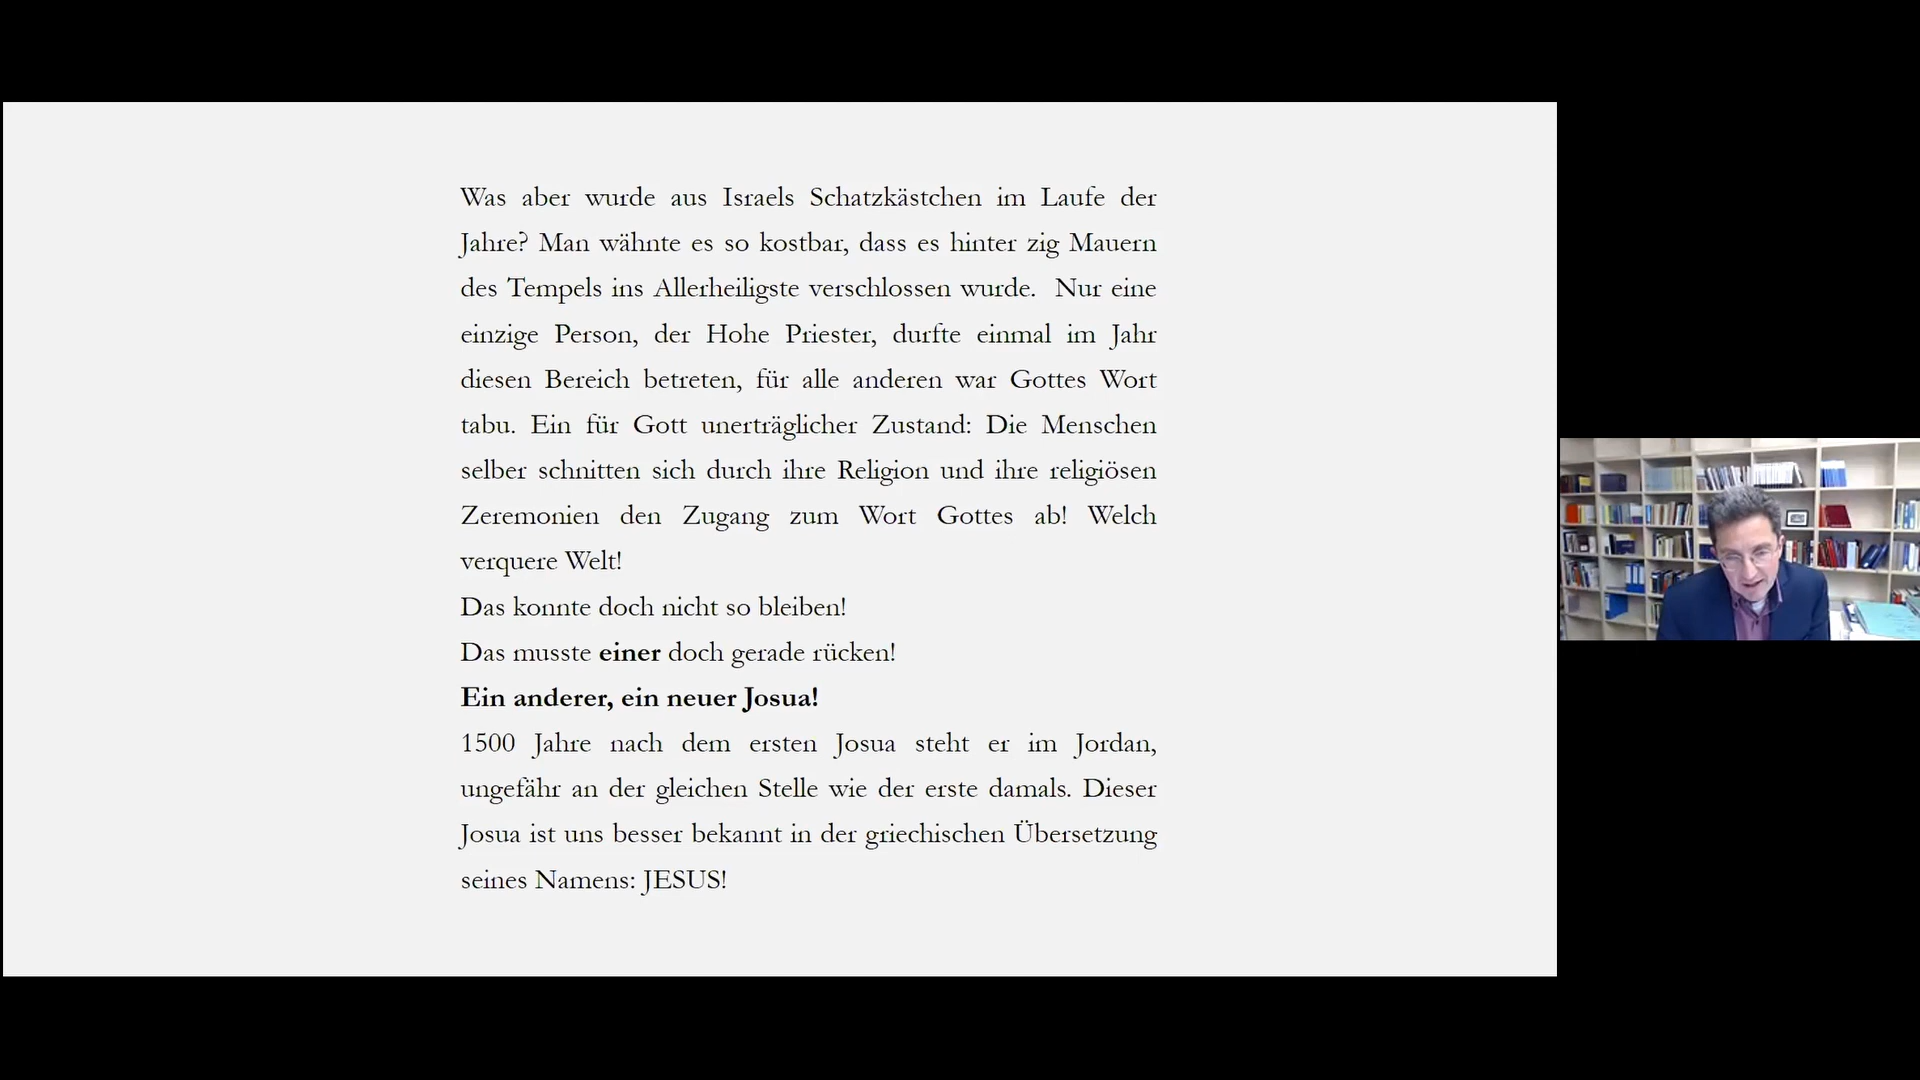 Was aber wurde aus Israels Schatzkästchen im Laufe der
Jahre? Man wähnte es so kostbar, dass es hinter zig Mauern
des Tempels ins Allerheiligste verschlossen wurde.  Nur eine
einzige Person, der Hohe Priester, durfte einmal im Jahr
diesen Bereich betreten, für alle anderen war Gottes Wort
tabu. Ein für Gott unerträglicher Zustand: Die Menschen
selber schnitten sich durch ihre Religion und ihre religiösen
Zeremonien den Zugang zum Wort Gottes ab! Welch
verquere Welt!
Das konnte doch nicht so bleiben!
Das musste einer doch gerade rücken!
Ein anderer, ein neuer Josua!
1500 Jahre nach dem ersten Josua steht er im Jordan,
ungefähr an der gleichen Stelle wie der erste damals. Dieser
Josua ist uns besser bekannt in der griechischen Übersetzung
seines Namens: JESUS!